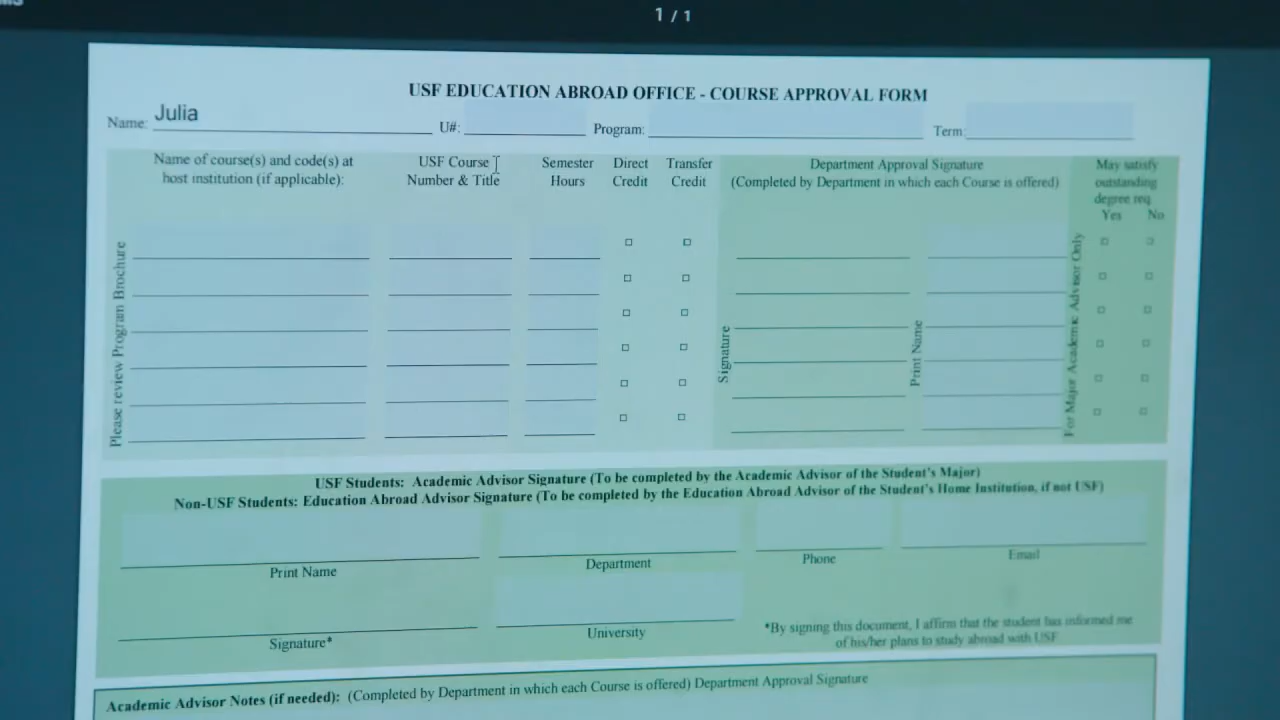 1 / 1
USF EDUCATION ABROAD OFFICE - COURSE APPROVAL FORM
Name: Julia U#: Program: Term:
Name of course(s) and code(s) at host institution (if applicable):
USF Course Number & Title
Semester Hours
Direct Credit
Transfer Credit
Department Approval Signature
(Completed by Department in which each Course is offered)
May satisfy
outstanding
degree req.
Yes No
Please review Program Brochure
Signature
Print Name
For Major Academic Advisor Only
USF Students: Academic Advisor Signature (To be completed by the Academic Advisor of the Student's Major)
Non-USF Students: Education Abroad Advisor Signature (To be completed by the Education Abroad Advisor of the Student's Home Institution, if not USF)
Print Name
Department
Phone
Email
Signature*
University
*By signing this document, I affirm that the student has informed me
of his/her plans to study abroad with USF
Academic Advisor Notes (if needed): (Completed by Department in which each Course is offered) Department Approval Signature